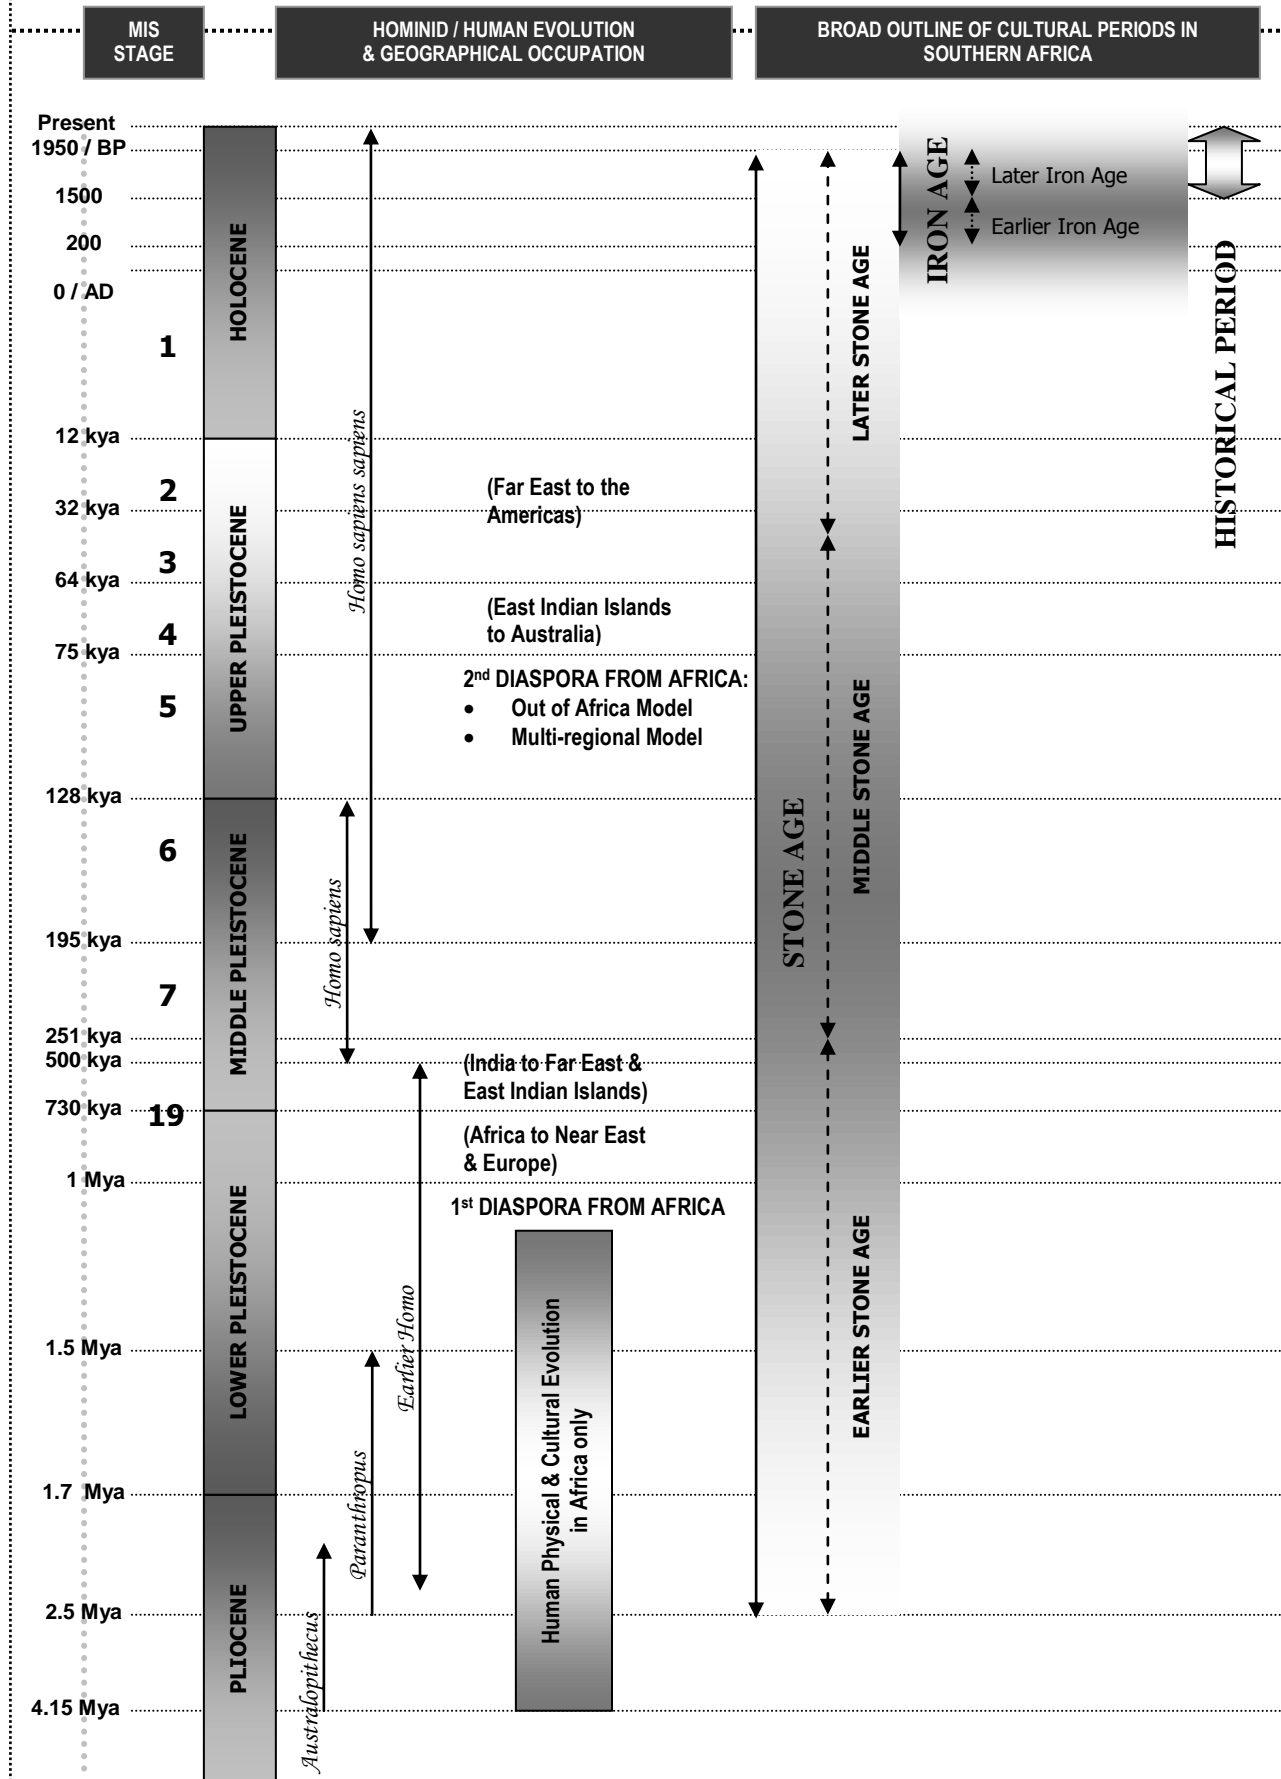 MIS
STAGE
HOMINID / HUMAN EVOLUTION
& GEOGRAPHICAL OCCUPATION
BROAD OUTLINE OF CULTURAL PERIODS IN
SOUTHERN AFRICA
Present
1950 / BP
1500
200
0 / AD
12 kya
32 kya
64 kya
75 kya
128 kya
195 kya
251 kya
500 kya
730 kya
1 Mya
1.5 Mya
1.7 Mya
2.5 Mya
4.15 Mya
1
2
3
4
5
6
7
19
HOLOCENE
UPPER PLEISTOCENE
MIDDLE PLEISTOCENE
LOWER PLEISTOCENE
PLIOCENE
Homo sapiens sapiens
Homo sapiens
Earlier Homo
Paranthropus
Australopithecus
(Far East to the
Americas)
(East Indian Islands
to Australia)
2nd DIASPORA FROM AFRICA:
• Out of Africa Model
• Multi-regional Model
(India to Far East &
East Indian Islands)
(Africa to Near East
& Europe)
1st DIASPORA FROM AFRICA
Human Physical & Cultural Evolution
in Africa only
STONE AGE
LATER STONE AGE
MIDDLE STONE AGE
EARLIER STONE AGE
IRON AGE
Later Iron Age
Earlier Iron Age
HISTORICAL PERIOD